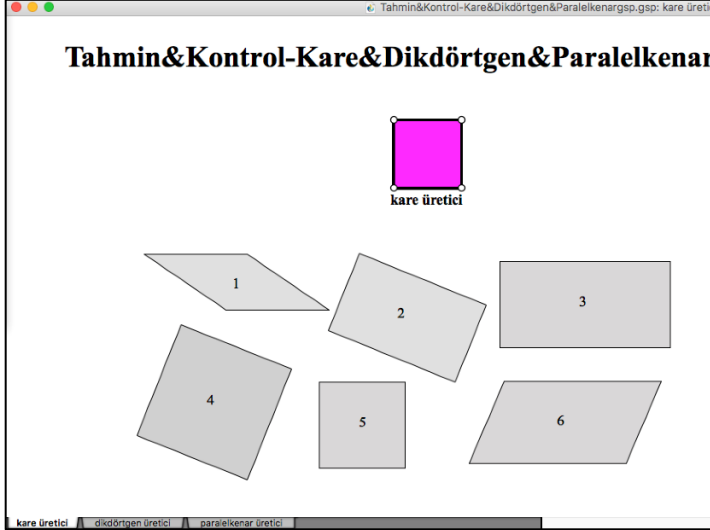 Tahmin&Kontrol-Kare&Dikdörtgen&Paralelkenargsp.gsp: kare üreti
Tahmin&Kontrol-Kare&Dikdörtgen&Paralelkenar
kare üretici
1
2
3
4
5
6
kare üretici dikdörtgen üretici paralelkenar üretici